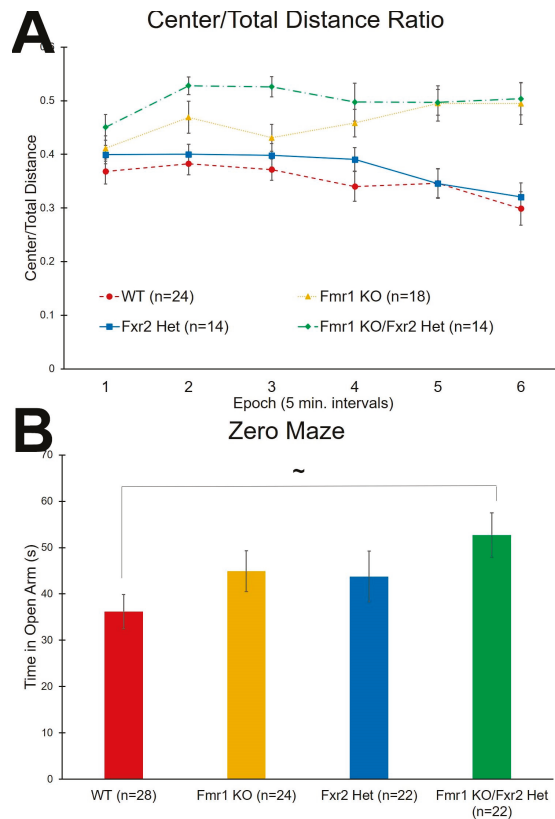 A
Center/Total Distance Ratio
Center/Total Distance
0.5
0.4
0.3
0.2
0.1
0
WT (n=24)
Fmr1 KO (n=18)
Fxr2 Het (n=14)
Fmr1 KO/Fxr2 Het (n=14)
1 2 3 4 5 6
Epoch (5 min. intervals)
B
Zero Maze
Time in Open Arm (s)
70
60
50
40
30
20
10
0
~
WT (n=28)
Fmr1 KO (n=24)
Fxr2 Het (n=22)
Fmr1 KO/Fxr2 Het
(n=22)